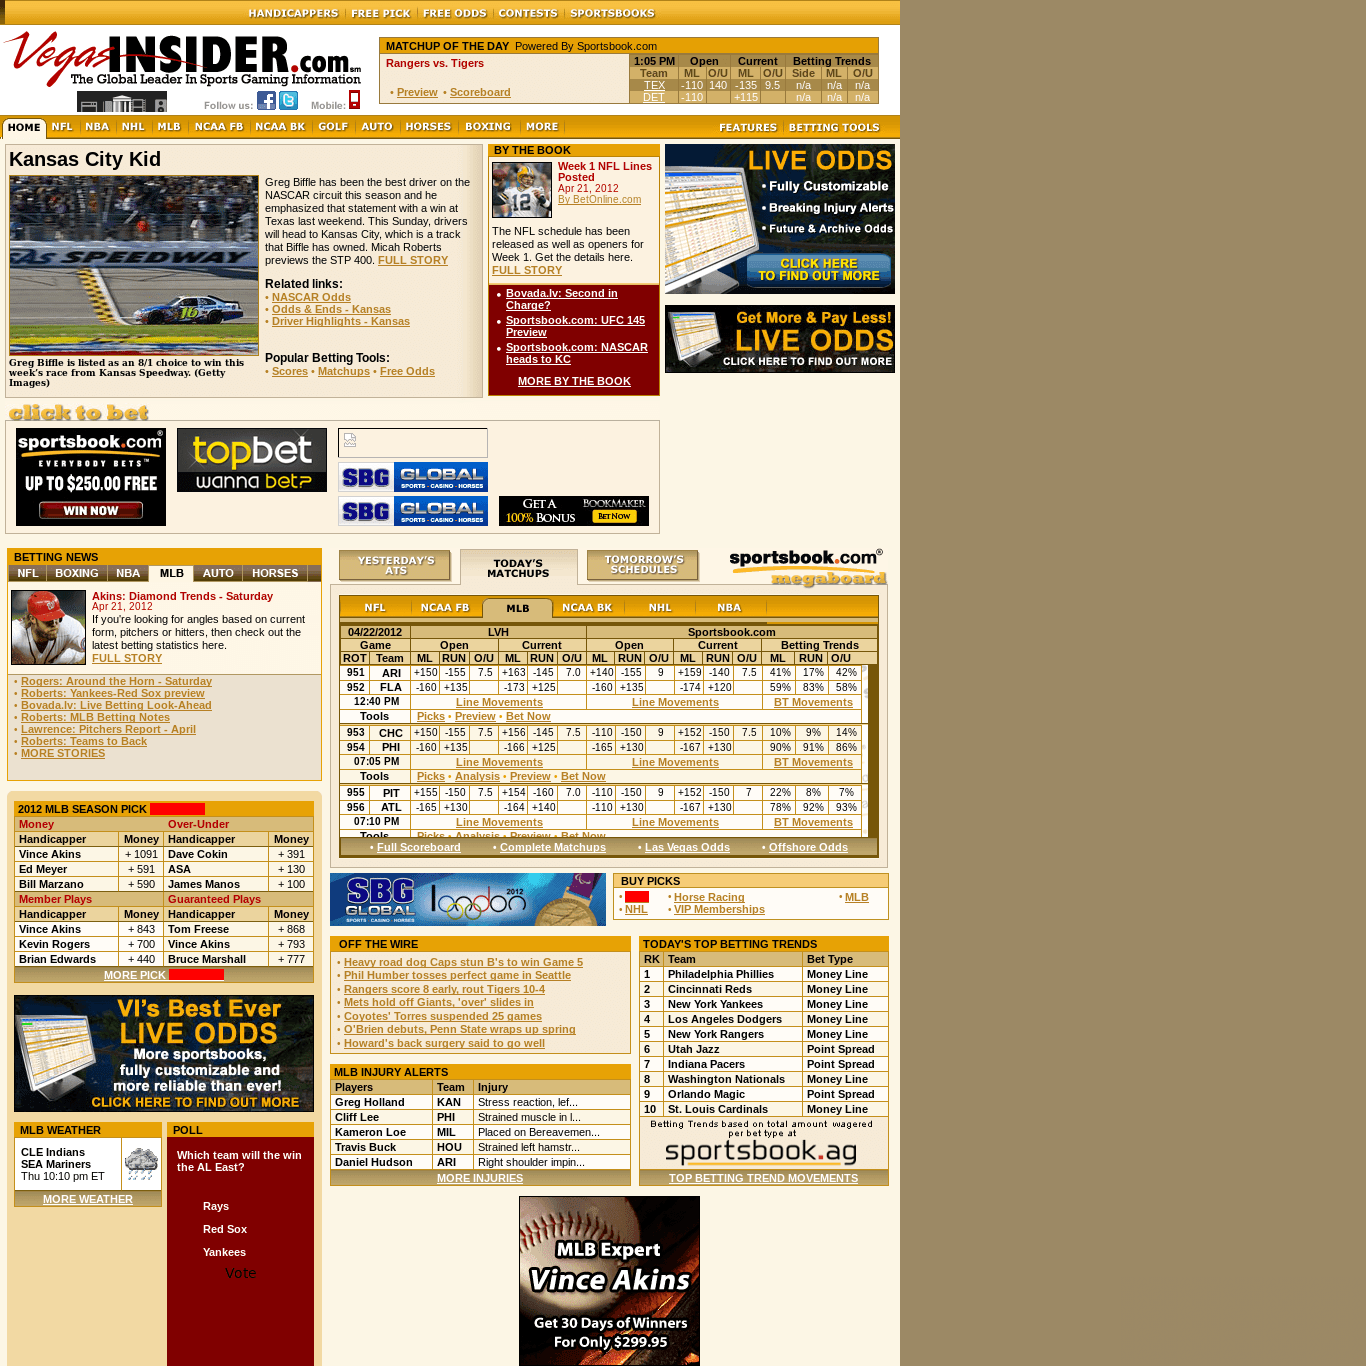 HANDICAPPERS FREE PICK FREE ODDS CONTESTS SPORTSBOOKS
Vegas INSIDER.com SM
The Global Leader In Sports Gaming Information
Follow us: Mobile:
MATCHUP OF THE DAY Powered By Sportsbook.com
Rangers vs. Tigers
• Preview • Scoreboard
1:05 PM Open Current Betting Trends
Team ML O/U ML O/U Side ML O/U
TEX -110 140 -135 9.5 n/a n/a n/a
DET -110 +115 n/a n/a n/a
HOME NFL NBA NHL MLB NCAA FB NCAA BK GOLF AUTO HORSES BOXING MORE FEATURES BETTING TOOLS
Kansas City Kid
SPEEDWAY
16
Greg Biffle is listed as an 8/1 choice to win this
week's race from Kansas Speedway. (Getty
Images)
Greg Biffle has been the best driver on the
NASCAR circuit this season and he
emphasized that statement with a win at
Texas last weekend. This Sunday, drivers
will head to Kansas City, which is a track
that Biffle has owned. Micah Roberts
previews the STP 400. FULL STORY
Related links:
• NASCAR Odds
• Odds & Ends - Kansas
• Driver Highlights - Kansas
Popular Betting Tools:
• Scores • Matchups • Free Odds
BY THE BOOK
12
Week 1 NFL Lines
Posted
Apr 21, 2012
By BetOnline.com
The NFL schedule has been
released as well as openers for
Week 1. Get the details here.
FULL STORY
• Bovada.lv: Second in
Charge?
• Sportsbook.com: UFC 145
Preview
• Sportsbook.com: NASCAR
heads to KC
MORE BY THE BOOK
LIVE ODDS
• Fully Customizable
• Breaking Injury Alerts
• Future & Archive Odds
CLICK HERE
TO FIND OUT MORE
Get More & Pay Less!
LIVE ODDS
CLICK HERE TO FIND OUT MORE
click to bet
sportsbook.com®
EVERYBODY BETS™
UP TO $250.00 FREE
WIN NOW
topbet
wanna bet?
SBG GLOBAL
SPORTS - CASINO - HORSES
SBG GLOBAL
SPORTS - CASINO - HORSES
GET A
100% BONUS
BOOKMAKER
BET NOW
BETTING NEWS
NFL BOXING NBA MLB AUTO HORSES
Akins: Diamond Trends - Saturday
Apr 21, 2012
If you're looking for angles based on current
form, pitchers or hitters, then check out the
latest betting statistics here.
FULL STORY
• Rogers: Around the Horn - Saturday
• Roberts: Yankees-Red Sox preview
• Bovada.lv: Live Betting Look-Ahead
• Roberts: MLB Betting Notes
• Lawrence: Pitchers Report - April
• Roberts: Teams to Back
• MORE STORIES
2012 MLB SEASON PICK
Money Over-Under
Handicapper Money Handicapper Money
Vince Akins + 1091 Dave Cokin + 391
Ed Meyer + 591 ASA + 130
Bill Marzano + 590 James Manos + 100
Member Plays Guaranteed Plays
Handicapper Money Handicapper Money
Vince Akins + 843 Tom Freese + 868
Kevin Rogers + 700 Vince Akins + 793
Brian Edwards + 440 Bruce Marshall + 777
MORE PICK
VI's Best Ever
LIVE ODDS
More sportsbooks,
fully customizable and
more reliable than ever!
CLICK HERE TO FIND OUT MORE
MLB WEATHER
CLE Indians
SEA Mariners
Thu 10:10 pm ET
MORE WEATHER
POLL
Which team will the win
the AL East?
Rays
Red Sox
Yankees
Vote
YESTERDAY'S
ATS
TODAY'S
MATCHUPS
TOMORROW'S
SCHEDULES
sportsbook.com®
megaboard
NFL NCAA FB MLB NCAA BK NHL NBA
04/22/2012 LVH Sportsbook.com
Game Open Current Open Current Betting Trends
ROT Team ML RUN O/U ML RUN O/U ML RUN O/U ML RUN O/U ML RUN O/U
951 ARI +150 -155 7.5 +163 -145 7.0 +140 -155 9 +159 -140 7.5 41% 17% 42%
952 FLA -160 +135 -173 +125 -160 +135 -174 +120 59% 83% 58%
12:40 PM Line Movements Line Movements BT Movements
Tools Picks • Preview • Bet Now
953 CHC +150 -155 7.5 +156 -145 7.5 -110 -150 9 +152 -150 7.5 10% 9% 14%
954 PHI -160 +135 -166 +125 -165 +130 -167 +130 90% 91% 86%
07:05 PM Line Movements Line Movements BT Movements
Tools Picks • Analysis • Preview • Bet Now
955 PIT +155 -150 7.5 +154 -160 7.0 -110 -150 9 +152 -150 7 22% 8% 7%
956 ATL -165 +130 -164 +140 -110 +130 -167 +130 78% 92% 93%
07:10 PM Line Movements Line Movements BT Movements
Tools Picks • Analysis • Preview • Bet Now
• Full Scoreboard • Complete Matchups • Las Vegas Odds • Offshore Odds
SBG GLOBAL
SPORTS CASINO HORSES
london 2012
BUY PICKS
• Horse Racing • MLB
• NHL • VIP Memberships
OFF THE WIRE
• Heavy road dog Caps stun B's to win Game 5
• Phil Humber tosses perfect game in Seattle
• Rangers score 8 early, rout Tigers 10-4
• Mets hold off Giants, 'over' slides in
• Coyotes' Torres suspended 25 games
• O'Brien debuts, Penn State wraps up spring
• Howard's back surgery said to go well
MLB INJURY ALERTS
Players Team Injury
Greg Holland KAN Stress reaction, lef...
Cliff Lee PHI Strained muscle in l...
Kameron Loe MIL Placed on Bereavemen...
Travis Buck HOU Strained left hamstr...
Daniel Hudson ARI Right shoulder impin...
MORE INJURIES
TODAY'S TOP BETTING TRENDS
RK Team Bet Type
1 Philadelphia Phillies Money Line
2 Cincinnati Reds Money Line
3 New York Yankees Money Line
4 Los Angeles Dodgers Money Line
5 New York Rangers Money Line
6 Utah Jazz Point Spread
7 Indiana Pacers Point Spread
8 Washington Nationals Money Line
9 Orlando Magic Point Spread
10 St. Louis Cardinals Money Line
Betting Trends based on total amount wagered
per bet type at
sportsbook.ag
TOP BETTING TREND MOVEMENTS
MLB Expert
Vince Akins
Get 30 Days of Winners
For Only $299.95